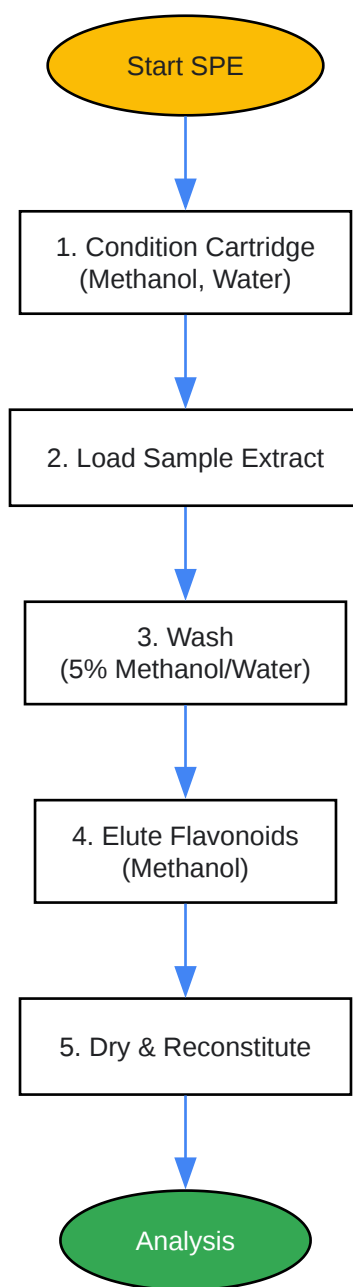 Start SPE
1. Condition Cartridge
(Methanol, Water)
2. Load Sample Extract
3. Wash
(5% Methanol/Water)
4. Elute Flavonoids
(Methanol)
5. Dry & Reconstitute
Analysis